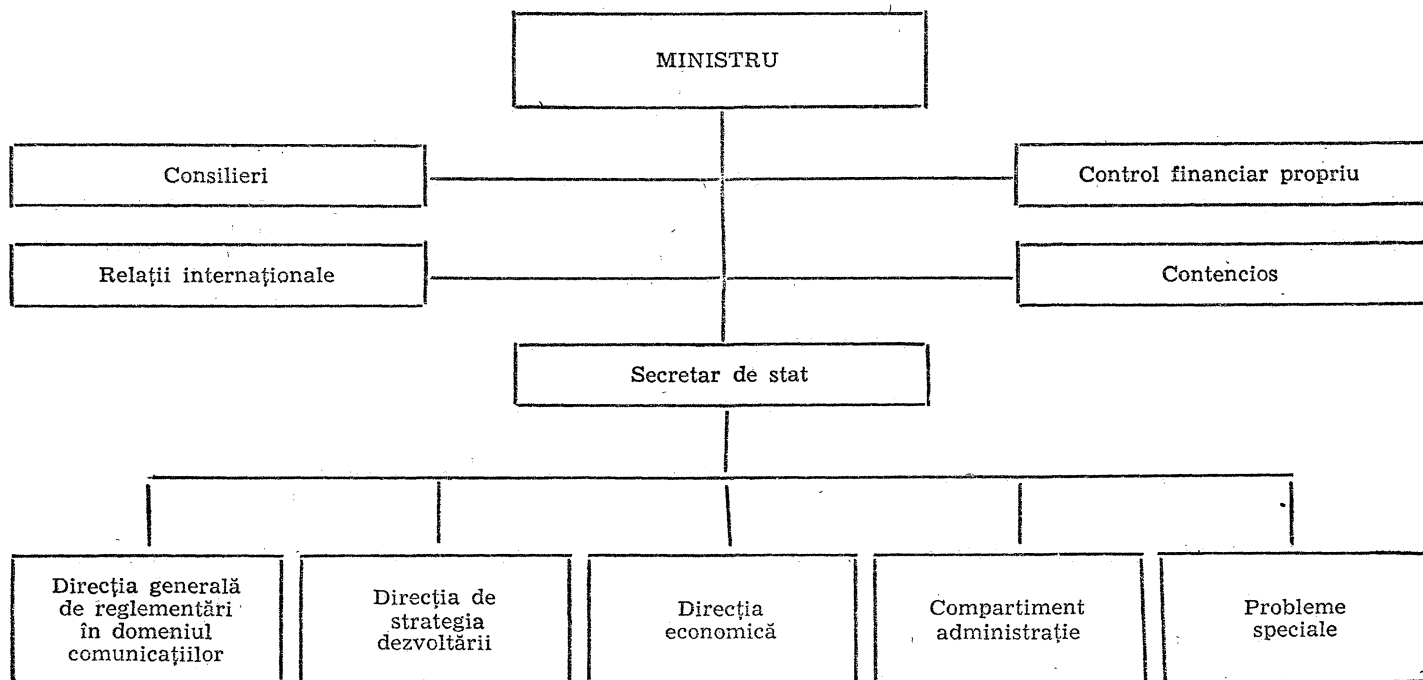 MINISTRU
Consilieri
Control financiar propriu
Relații internaționale
Contencios
Secretar de stat
Direcția generală
de reglementări
în domeniul
comunicațiilor
Direcția de
strategia
dezvoltării
Direcția
economică
Compartiment
administrație
Probleme
speciale